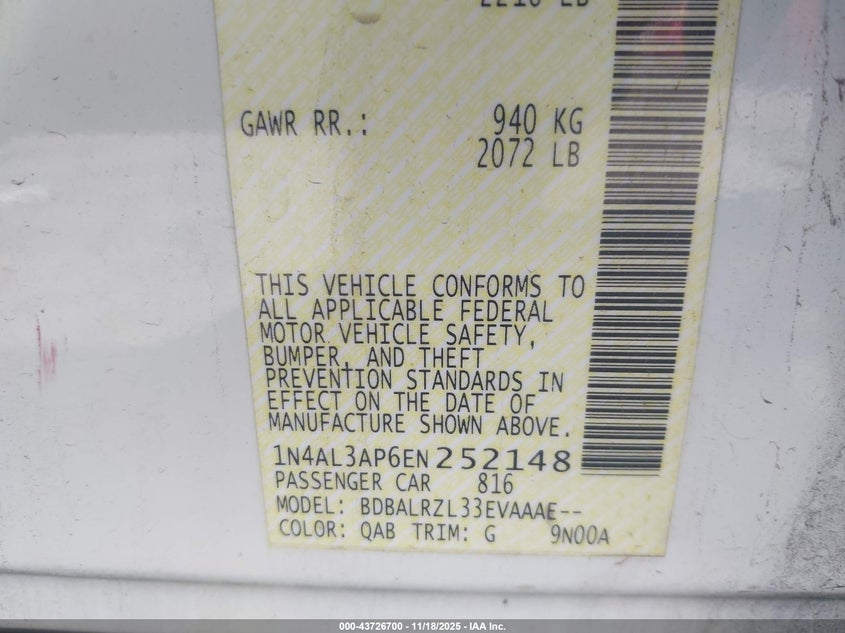 2210 LB
GAWR RR.: 940 KG
2072 LB
THIS VEHICLE CONFORMS TO
ALL APPLICABLE FEDERAL
MOTOR VEHICLE SAFETY,
BUMPER, AND THEFT
PREVENTION STANDARDS IN
EFFECT ON THE DATE OF
MANUFACTURE SHOWN ABOVE.
1N4AL3AP6EN252148
PASSENGER CAR 816
MODEL: BDBALRZL33EVAAAE--
COLOR: QAB TRIM: G 9N00A
000-43726700 - 11/18/2025 - IAA Inc.